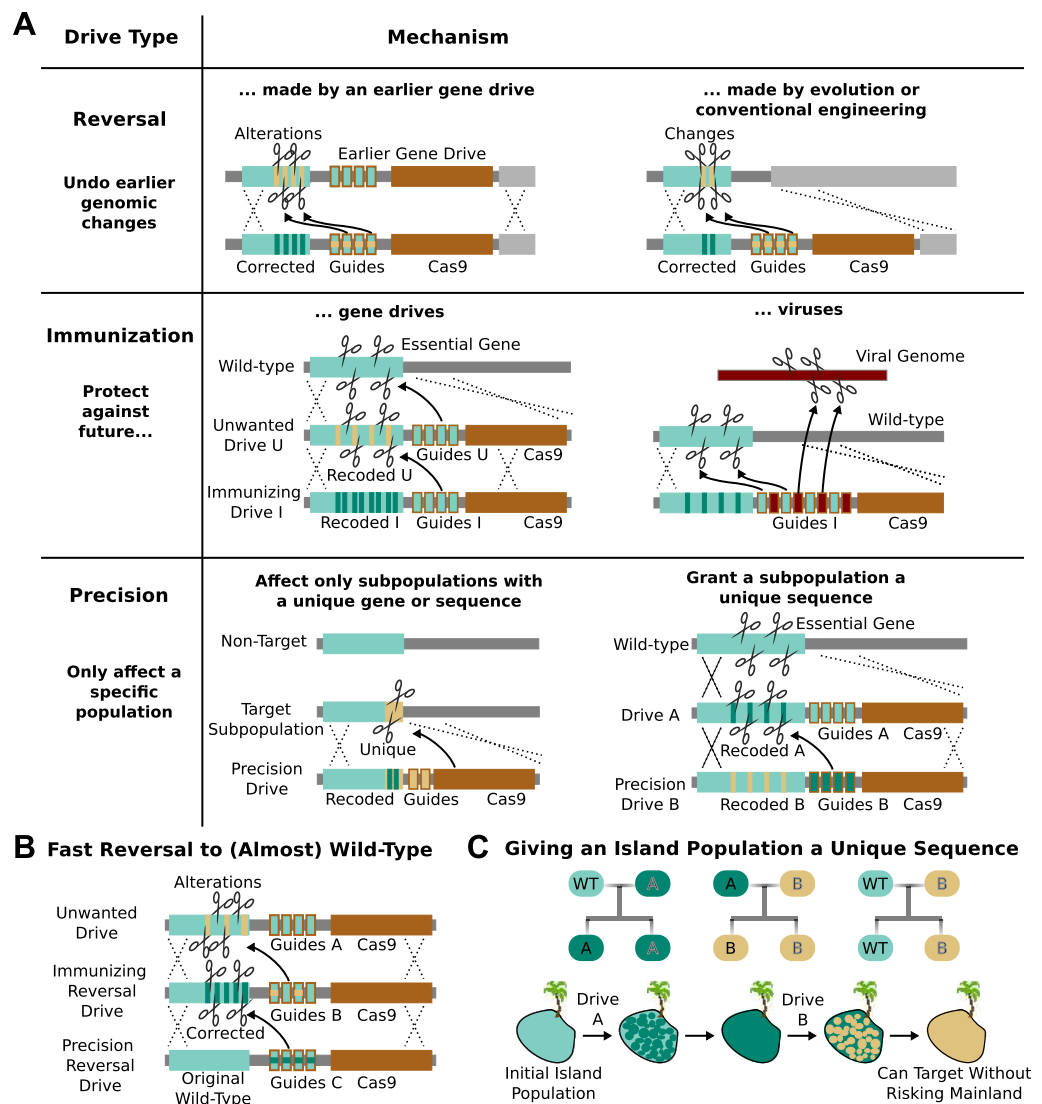 A
Drive Type
Mechanism
Reversal
Undo earlier
genomic
changes
... made by an earlier gene drive
Alterations
Earlier Gene Drive
Corrected
Guides
Cas9
... made by evolution or
conventional engineering
Changes
Corrected
Guides
Cas9
Immunization
Protect
against
future...
... gene drives
Essential Gene
Wild-type
Unwanted
Drive U
Recoded U
Guides U
Cas9
Immunizing
Drive I
Recoded I
Guides I
Cas9
... viruses
Viral Genome
Wild-type
Guides I
Cas9
Precision
Only affect a
specific
population
Affect only subpopulations with
a unique gene or sequence
Non-Target
Target
Subpopulation
Unique
Precision
Drive
Recoded
Guides
Cas9
Grant a subpopulation a
unique sequence
Essential Gene
Wild-type
Drive A
Recoded A
Guides A
Cas9
Precision
Drive B
Recoded B
Guides B
Cas9
B
Fast Reversal to (Almost) Wild-Type
Alterations
Unwanted
Drive
Guides A
Cas9
Immunizing
Reversal
Drive
Corrected
Guides B
Cas9
Precision
Reversal
Drive
Original
Wild-Type
Guides C
Cas9
C
Giving an Island Population a Unique Sequence
WT
A
A
B
WT
B
A
A
B
B
WT
B
Drive
A
Drive
B
Initial Island
Population
Can Target Without
Risking Mainland